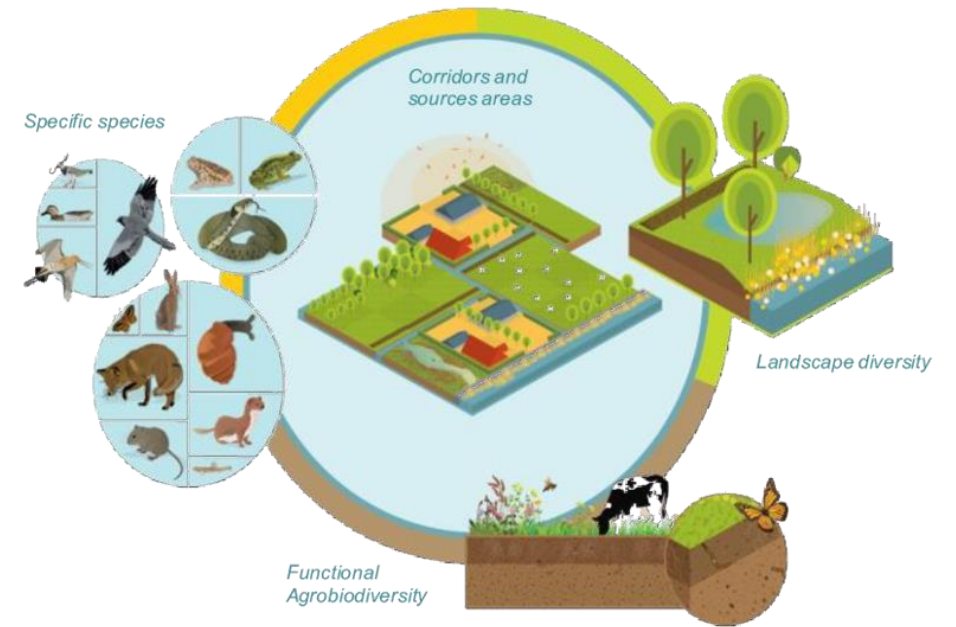 Corridors and
sources areas
Specific species
Landscape diversity
Functional
Agrobiodiversity